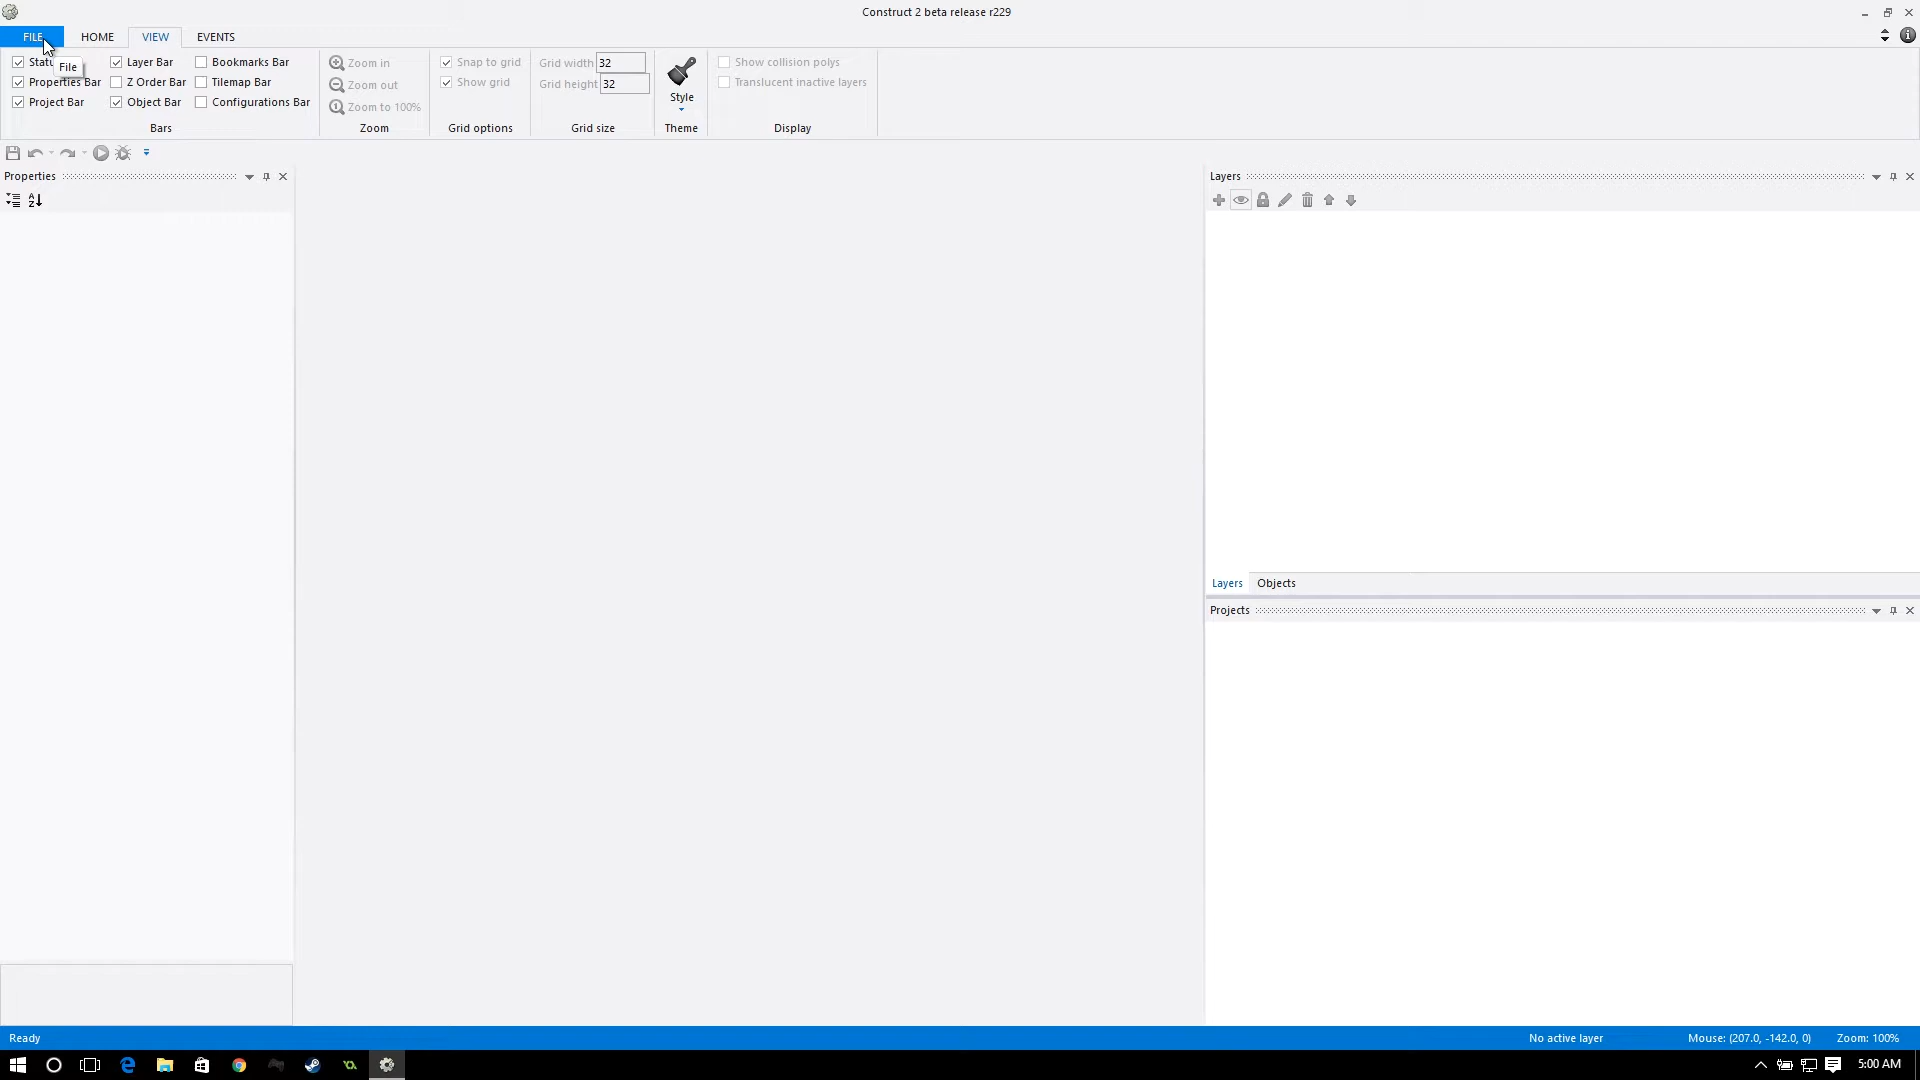 Construct 2 beta release r229
FILE HOME VIEW EVENTS
Statu Layer Bar Bookmarks Bar
File
Properties Bar Z Order Bar Tilemap Bar
Project Bar Object Bar Configurations Bar
Bars
Zoom in
Zoom out
Zoom to 100%
Zoom
Snap to grid
Show grid
Grid options
Grid width 32
Grid height 32
Grid size
Style
Theme
Show collision polys
Translucent inactive layers
Display
Properties
Layers
Layers Objects
Projects
Ready No active layer Mouse: (207.0, -142.0, 0) Zoom: 100%
5:00 AM